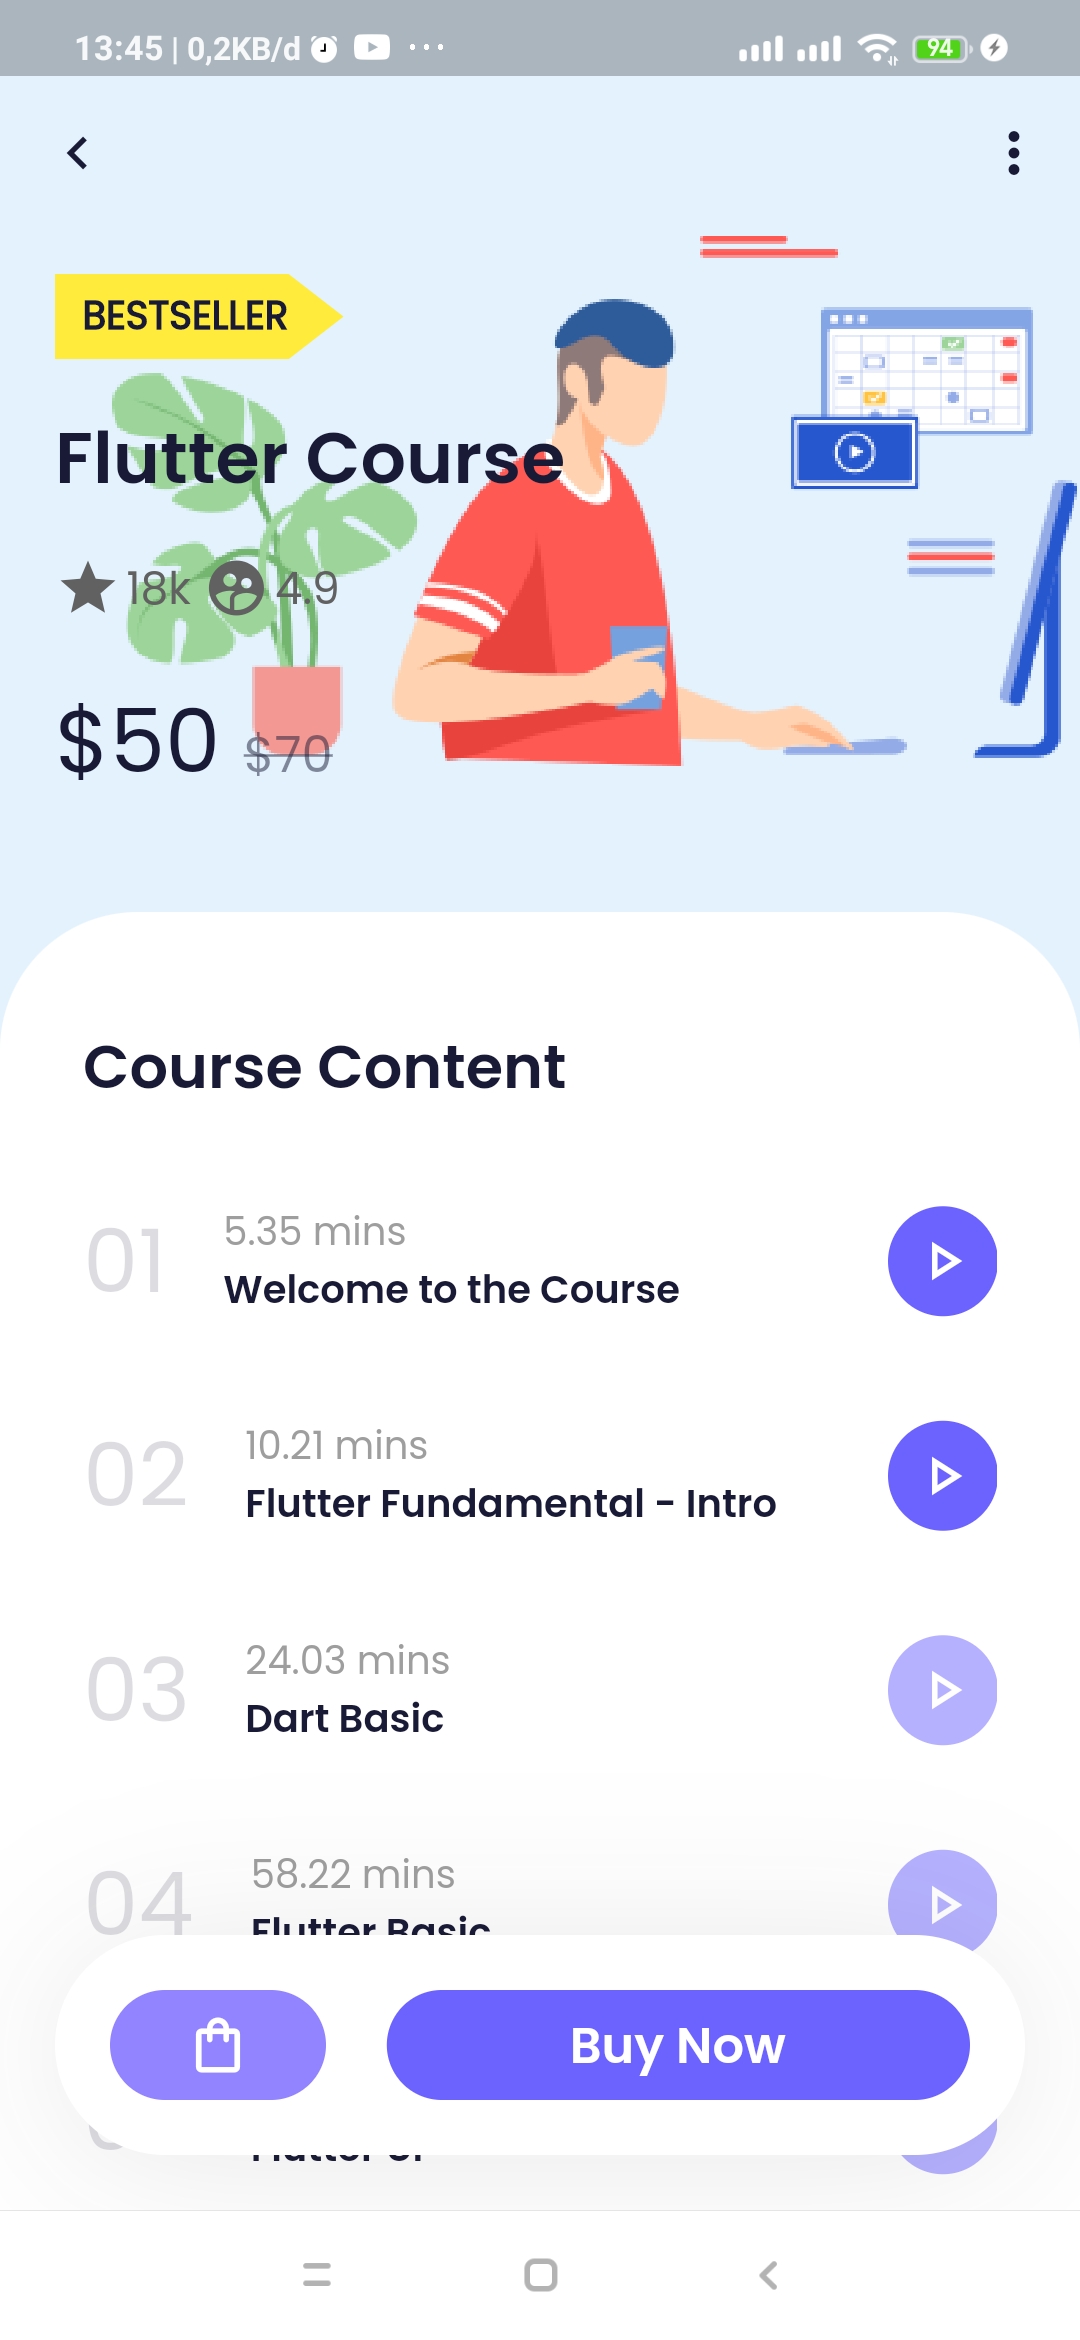 13:45 | 0,2KB/d ... 94
BESTSELLER
Flutter Course
18k 4.9
$50 $70
Course Content
01 5.35 mins
Welcome to the Course
02 10.21 mins
Flutter Fundamental - Intro
03 24.03 mins
Dart Basic
04 58.22 mins
Flutter Basic
Buy Now